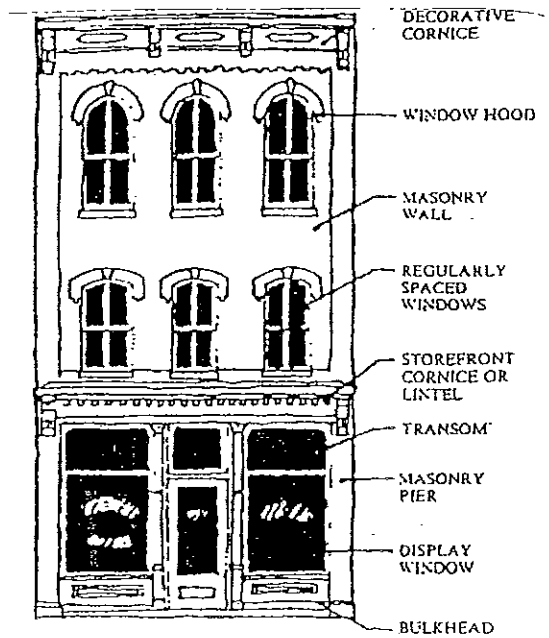 DECORATIVE
CORNICE
WINDOW HOOD
MASONRY
WALL
REGULARLY
SPACED
WINDOWS
STOREFRONT
CORNICE OR
LINTEL
TRANSOM
MASONRY
PIER
DISPLAY
WINDOW
BULKHEAD